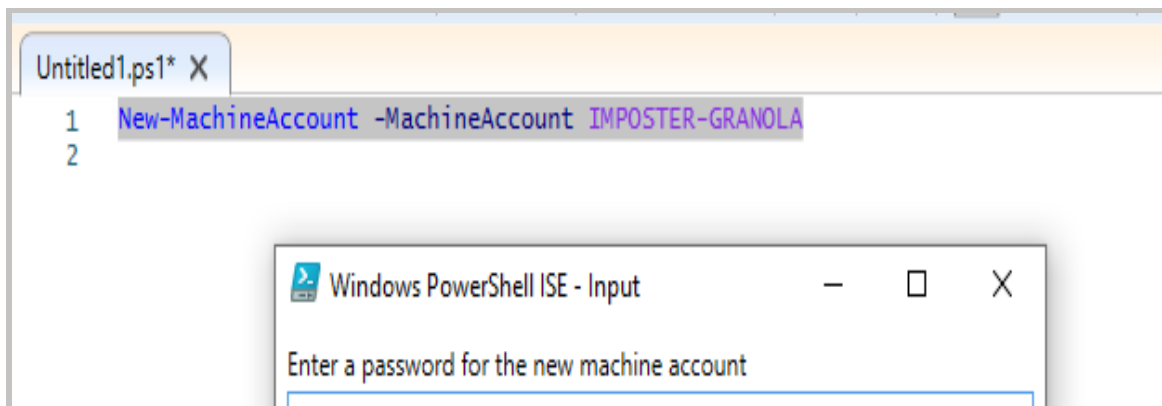 Untitled1.ps1* X
1 New-MachineAccount -MachineAccount IMPOSTER-GRANOLA
2
Windows PowerShell ISE - Input
Enter a password for the new machine account